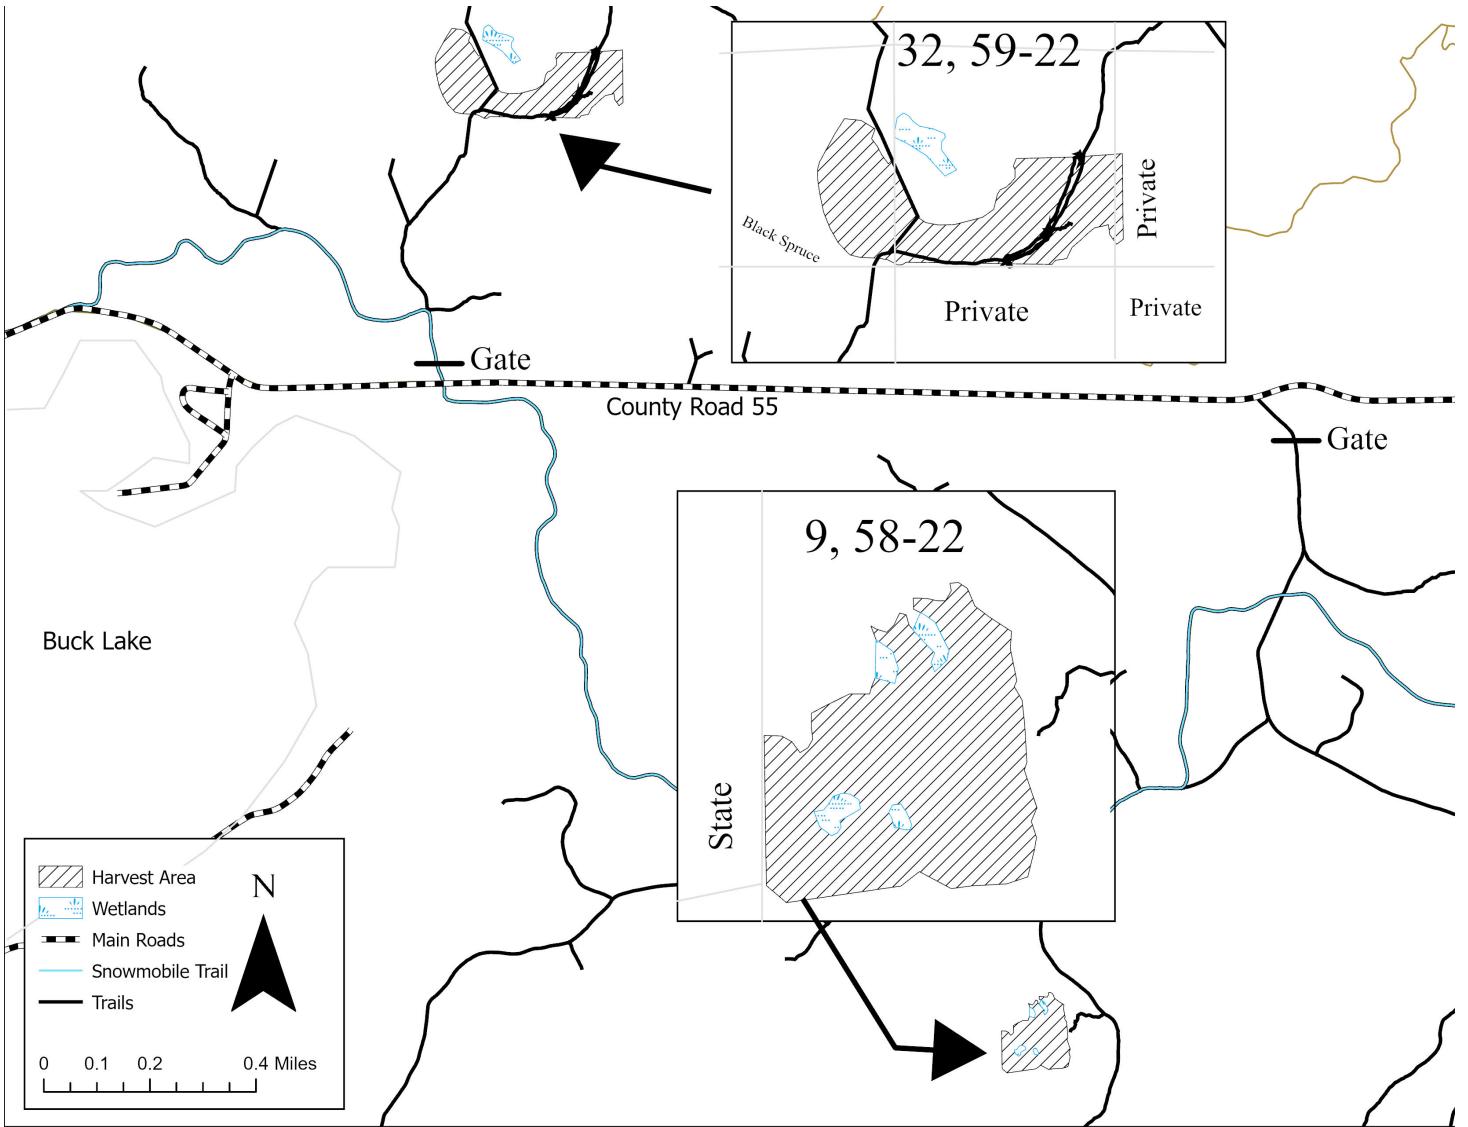 32, 59-22
Private
Black Spruce
Private
Private
Gate
County Road 55
Gate
9, 58-22
Buck Lake
State
Harvest Area
N
Wetlands
Main Roads
Snowmobile Trail
Trails
0 0.1 0.2 0.4 Miles